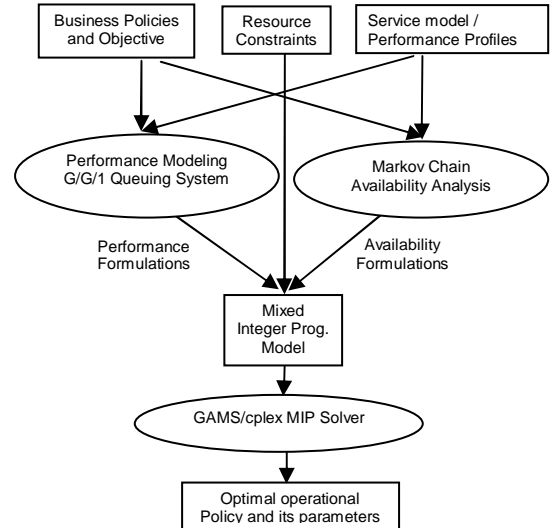 Business Policies
and Objective
Resource
Constraints
Service model /
Performance Profiles
Performance Modeling
G/G/1 Queuing System
Markov Chain
Availability Analysis
Performance
Formulations
Availability
Formulations
Mixed
Integer Prog.
Model
GAMS/cplex MIP Solver
Optimal operational
Policy and its parameters